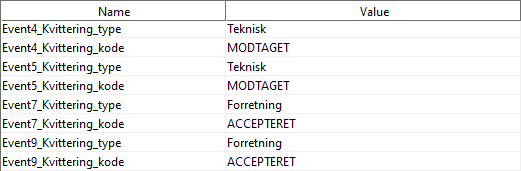 Name Value
Event4_Kvittering_type Teknisk
Event4_Kvittering_kode MODTAGET
Event5_Kvittering_type Teknisk
Event5_Kvittering_kode MODTAGET
Event7_Kvittering_type Forretning
Event7_Kvittering_kode ACCEPTERET
Event9_Kvittering_type Forretning
Event9_Kvittering_kode ACCEPTERET